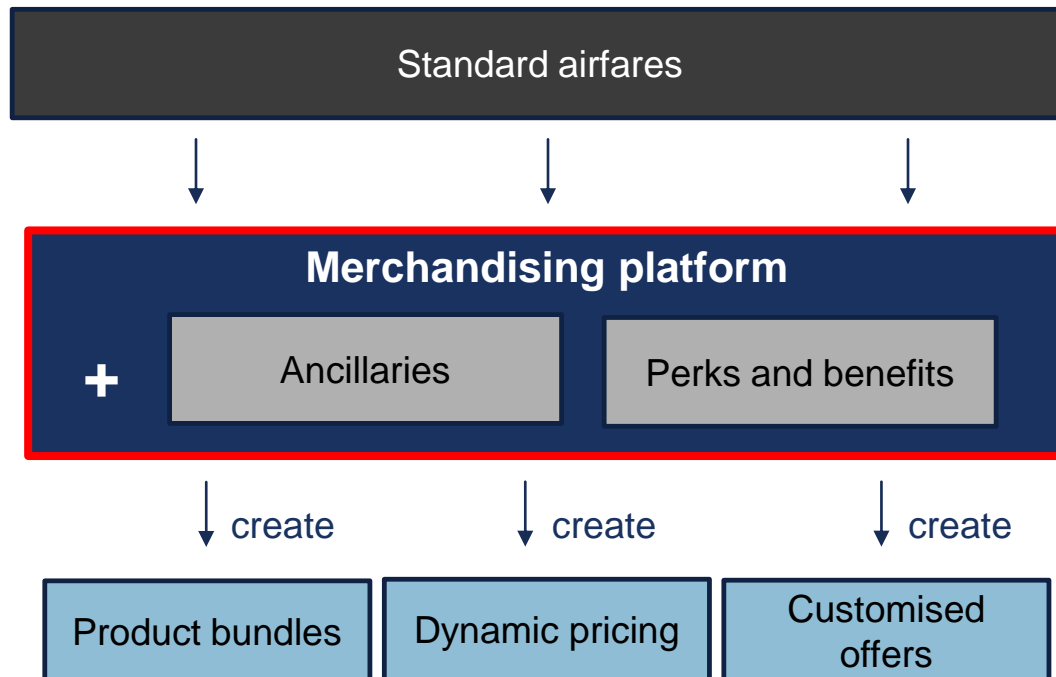 Standard airfares
Merchandising platform
+
Ancillaries
Perks and benefits
create
create
create
Product bundles
Dynamic pricing
Customised
offers